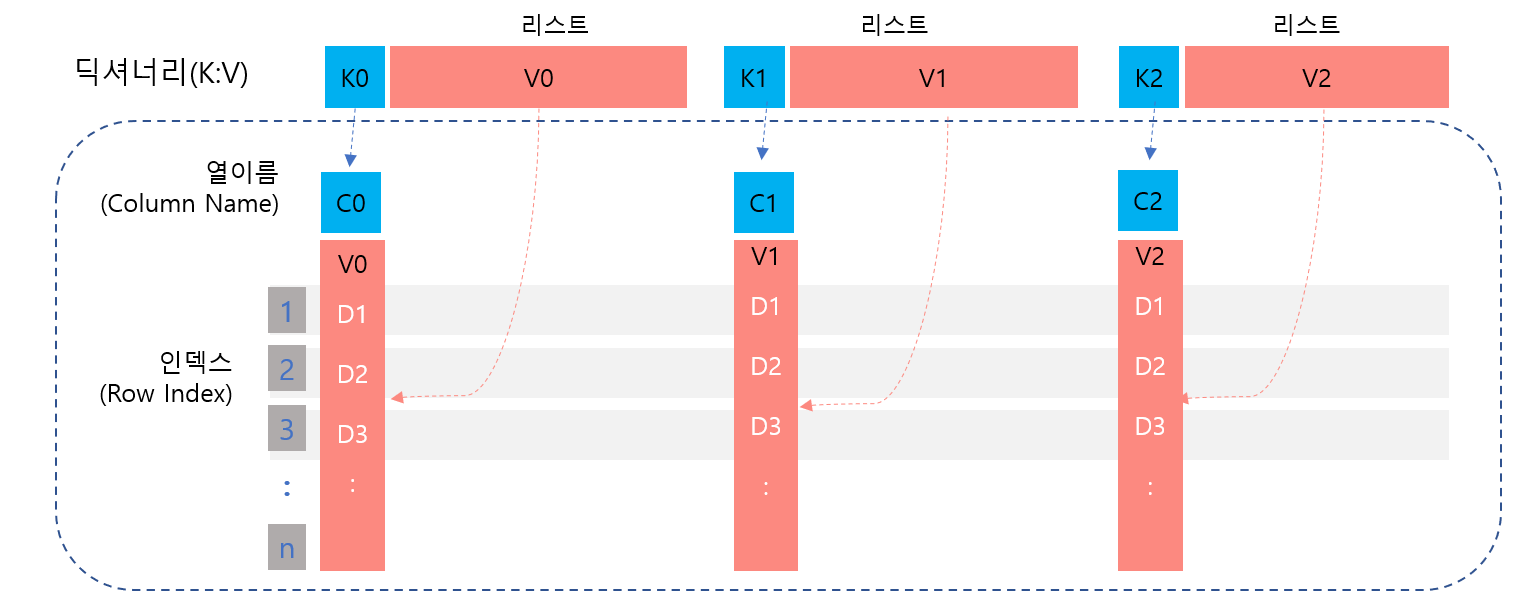 리스트 리스트 리스트
딕셔너리(K:V) K0 V0 K1 V1 K2 V2
열이름
(Column Name) C0 C1 C2
V0 V1 V2
1 D1 D1 D1
2 D2 D2 D2
인덱스
(Row Index)
3 D3 D3 D3
: : : :
n